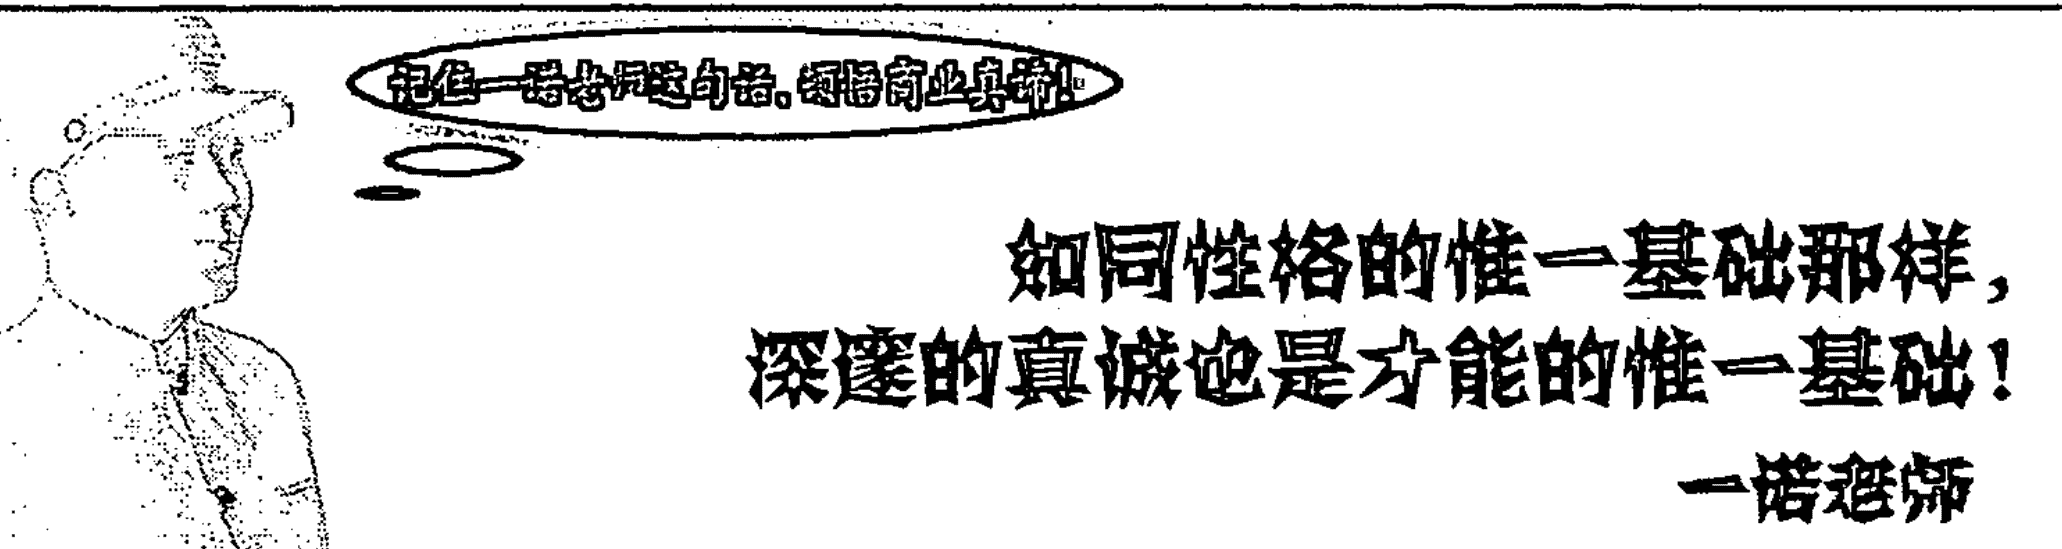 记住一诺老师这句话，领悟商业真谛！
如同性格的惟一基础那样，
深邃的真诚也是才能的惟一基础！
一诺老师